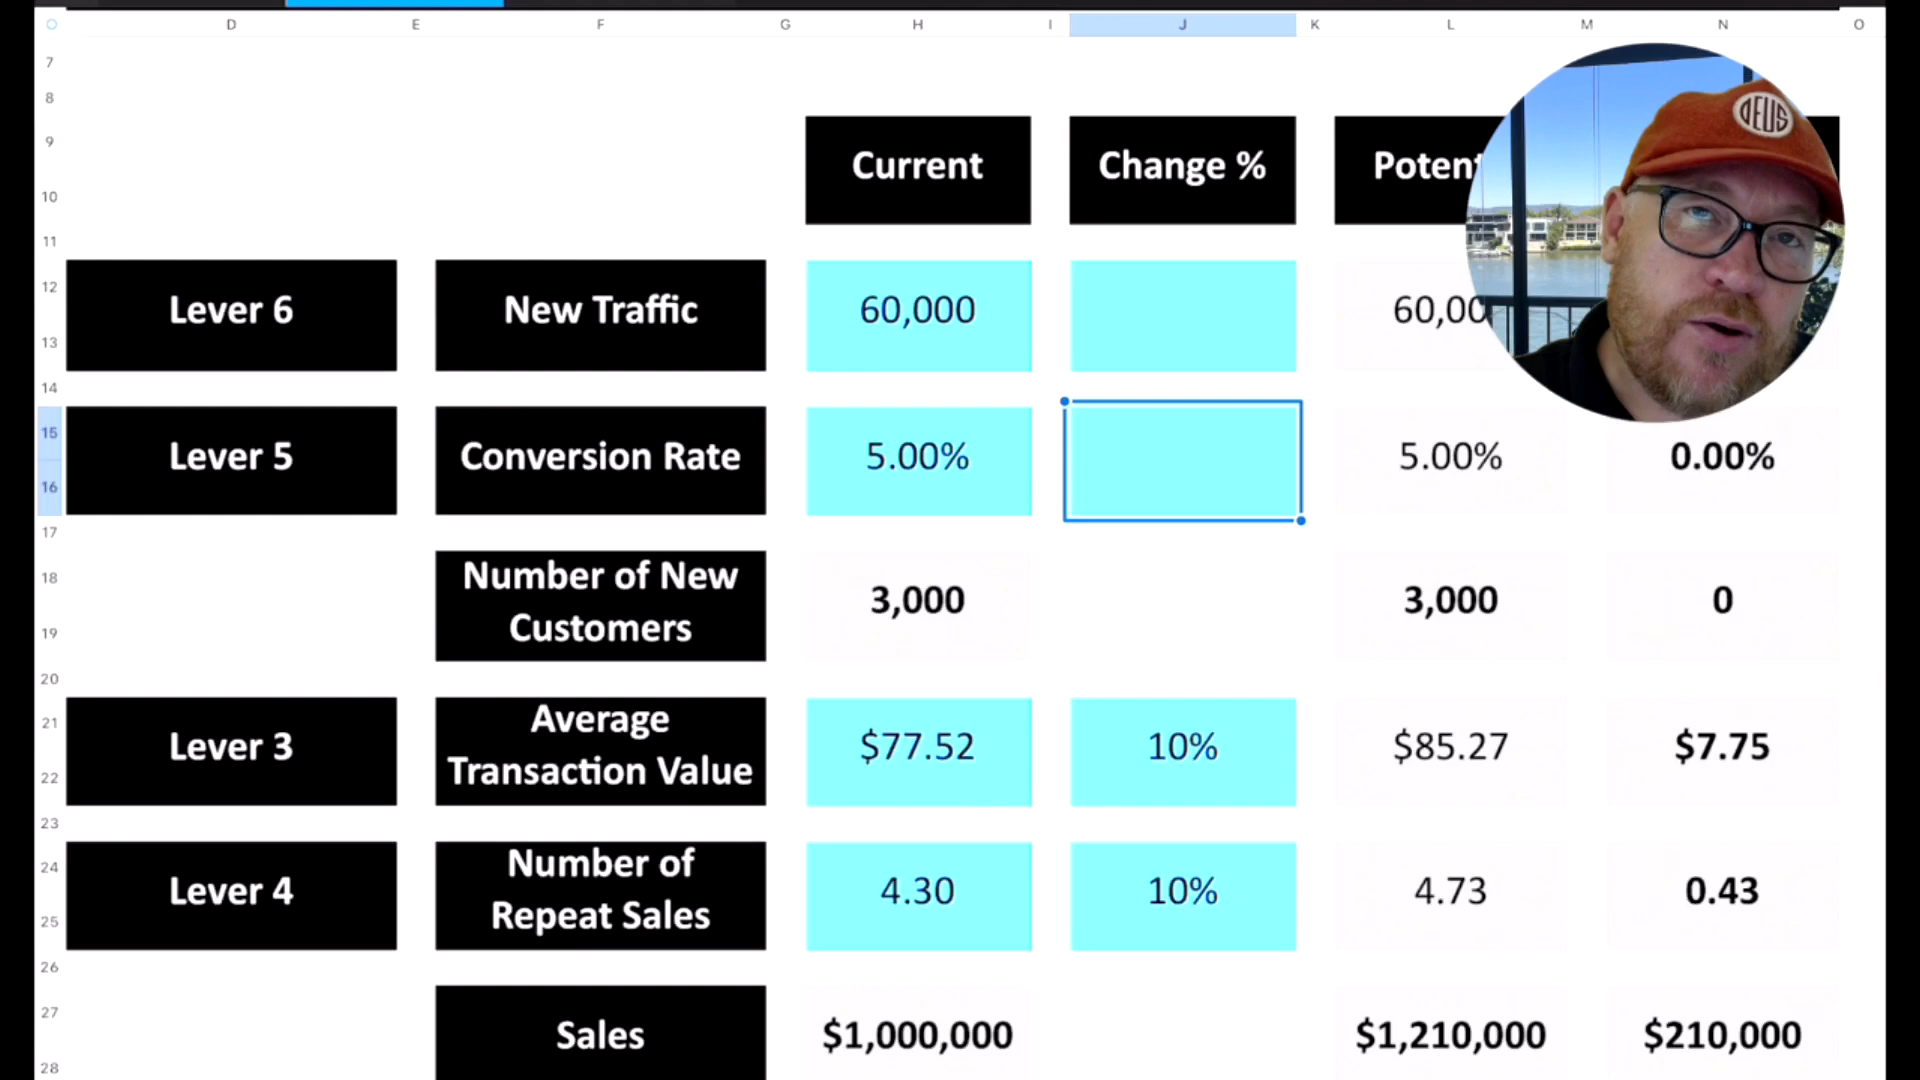 D E F G H I J K L M N O
7
8
9
Current Change % Poten
10
11
12
Lever 6 New Traffic 60,000 60,00
13
14
15
Lever 5 Conversion Rate 5.00% 5.00% 0.00%
16
17
18
Number of New
Customers 3,000 3,000 0
19
20
21
Average
Lever 3 Transaction Value $77.52 10% $85.27 $7.75
22
23
24
Number of
Lever 4 Repeat Sales 4.30 10% 4.73 0.43
25
26
27
Sales $1,000,000 $1,210,000 $210,000
28
DEUS